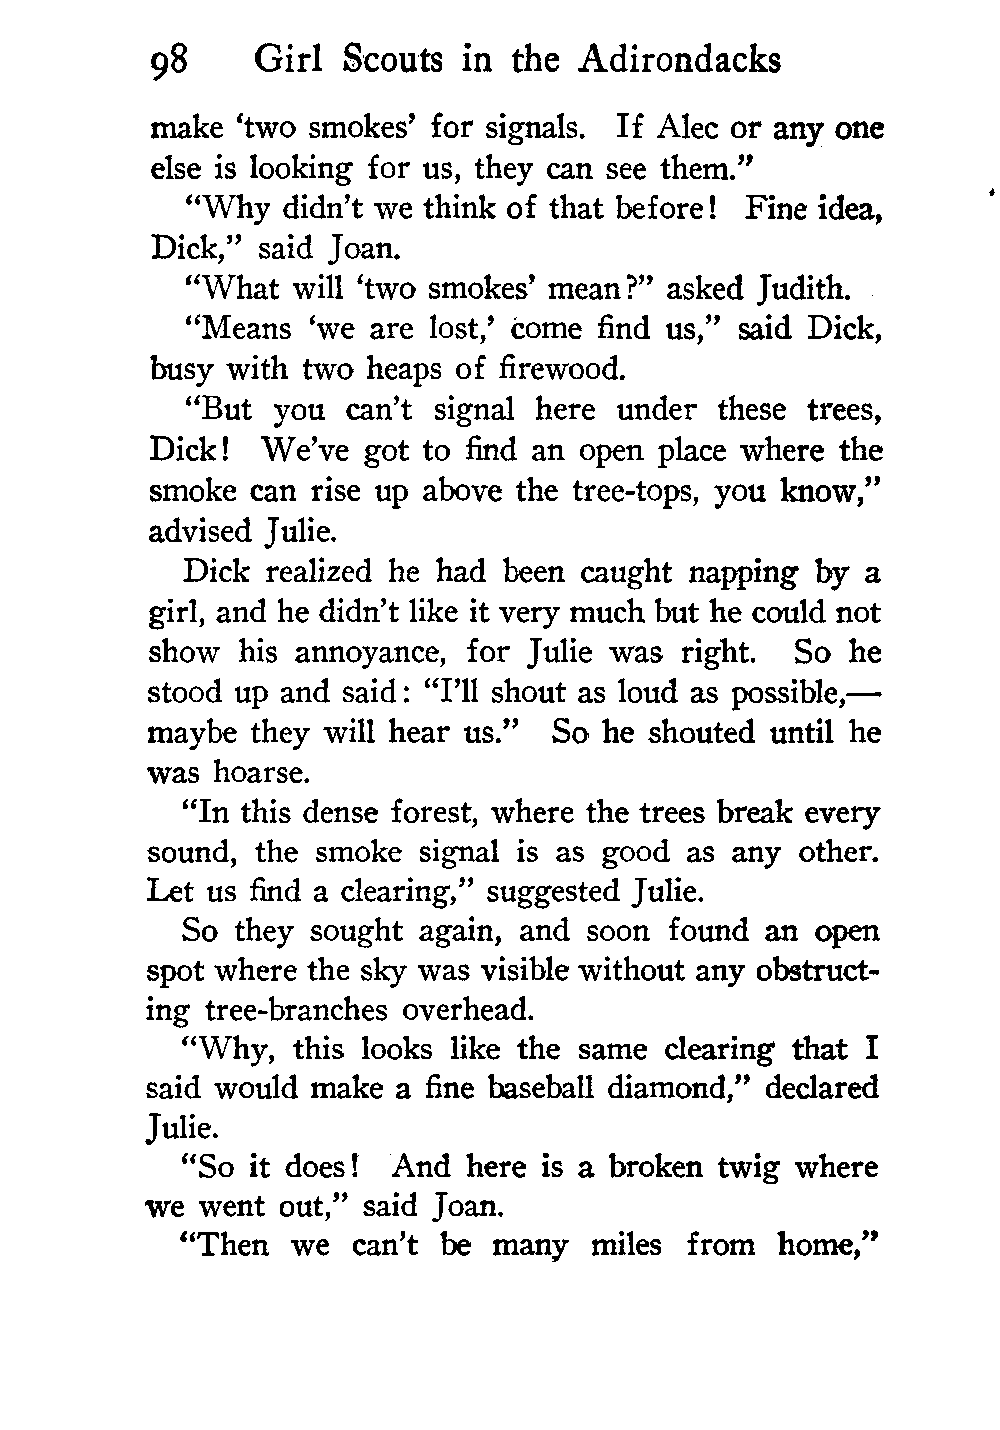 98 Girl Scouts in the Adirondacks
make ‘two smokes’ for signals. If Alec or any one
else is looking for us, they can see them.”
“Why didn’t we think of that before! Fine idea,
Dick,” said Joan.
“What will ‘two smokes’ mean?” asked Judith.
“Means ‘we are lost,’ come find us,” said Dick,
busy with two heaps of firewood.
“But you can’t signal here under these trees,
Dick! We’ve got to find an open place where the
smoke can rise up above the tree-tops, you know,”
advised Julie.
Dick realized he had been caught napping by a
girl, and he didn’t like it very much but he could not
show his annoyance, for Julie was right. So he
stood up and said: “I’ll shout as loud as possible,—
maybe they will hear us.” So he shouted until he
was hoarse.
“In this dense forest, where the trees break every
sound, the smoke signal is as good as any other.
Let us find a clearing,” suggested Julie.
So they sought again, and soon found an open
spot where the sky was visible without any obstruct-
ing tree-branches overhead.
“Why, this looks like the same clearing that I
said would make a fine baseball diamond,” declared
Julie.
“So it does! And here is a broken twig where
we went out,” said Joan.
“Then we can’t be many miles from home,”